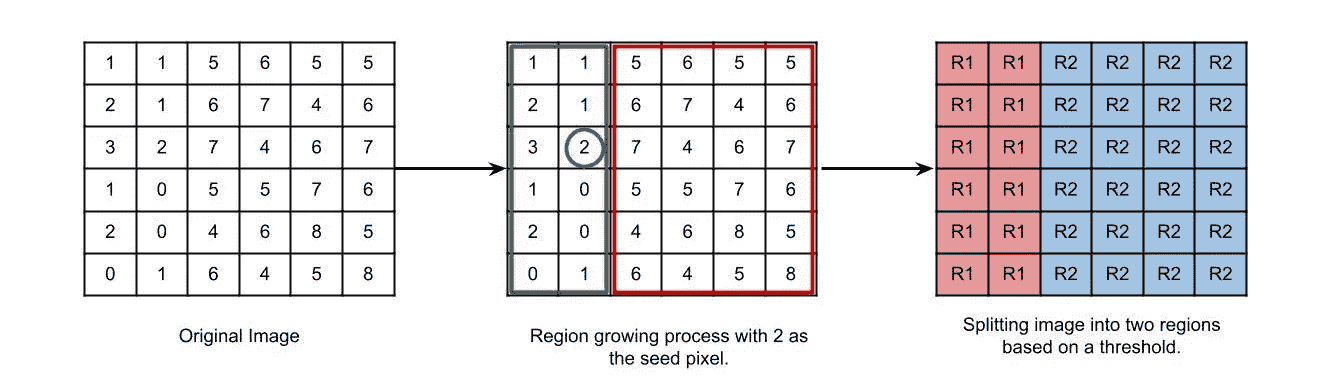 1 1 5 6 5 5
2 1 6 7 4 6
3 2 7 4 6 7
1 0 5 5 7 6
2 0 4 6 8 5
0 1 6 4 5 8
Original Image
1 1 5 6 5 5
2 1 6 7 4 6
3 2 7 4 6 7
1 0 5 5 7 6
2 0 4 6 8 5
0 1 6 4 5 8
Region growing process with 2 as
the seed pixel.
R1 R1 R2 R2 R2 R2
R1 R1 R2 R2 R2 R2
R1 R1 R2 R2 R2 R2
R1 R1 R2 R2 R2 R2
R1 R1 R2 R2 R2 R2
R1 R1 R2 R2 R2 R2
Splitting image into two regions
based on a threshold.